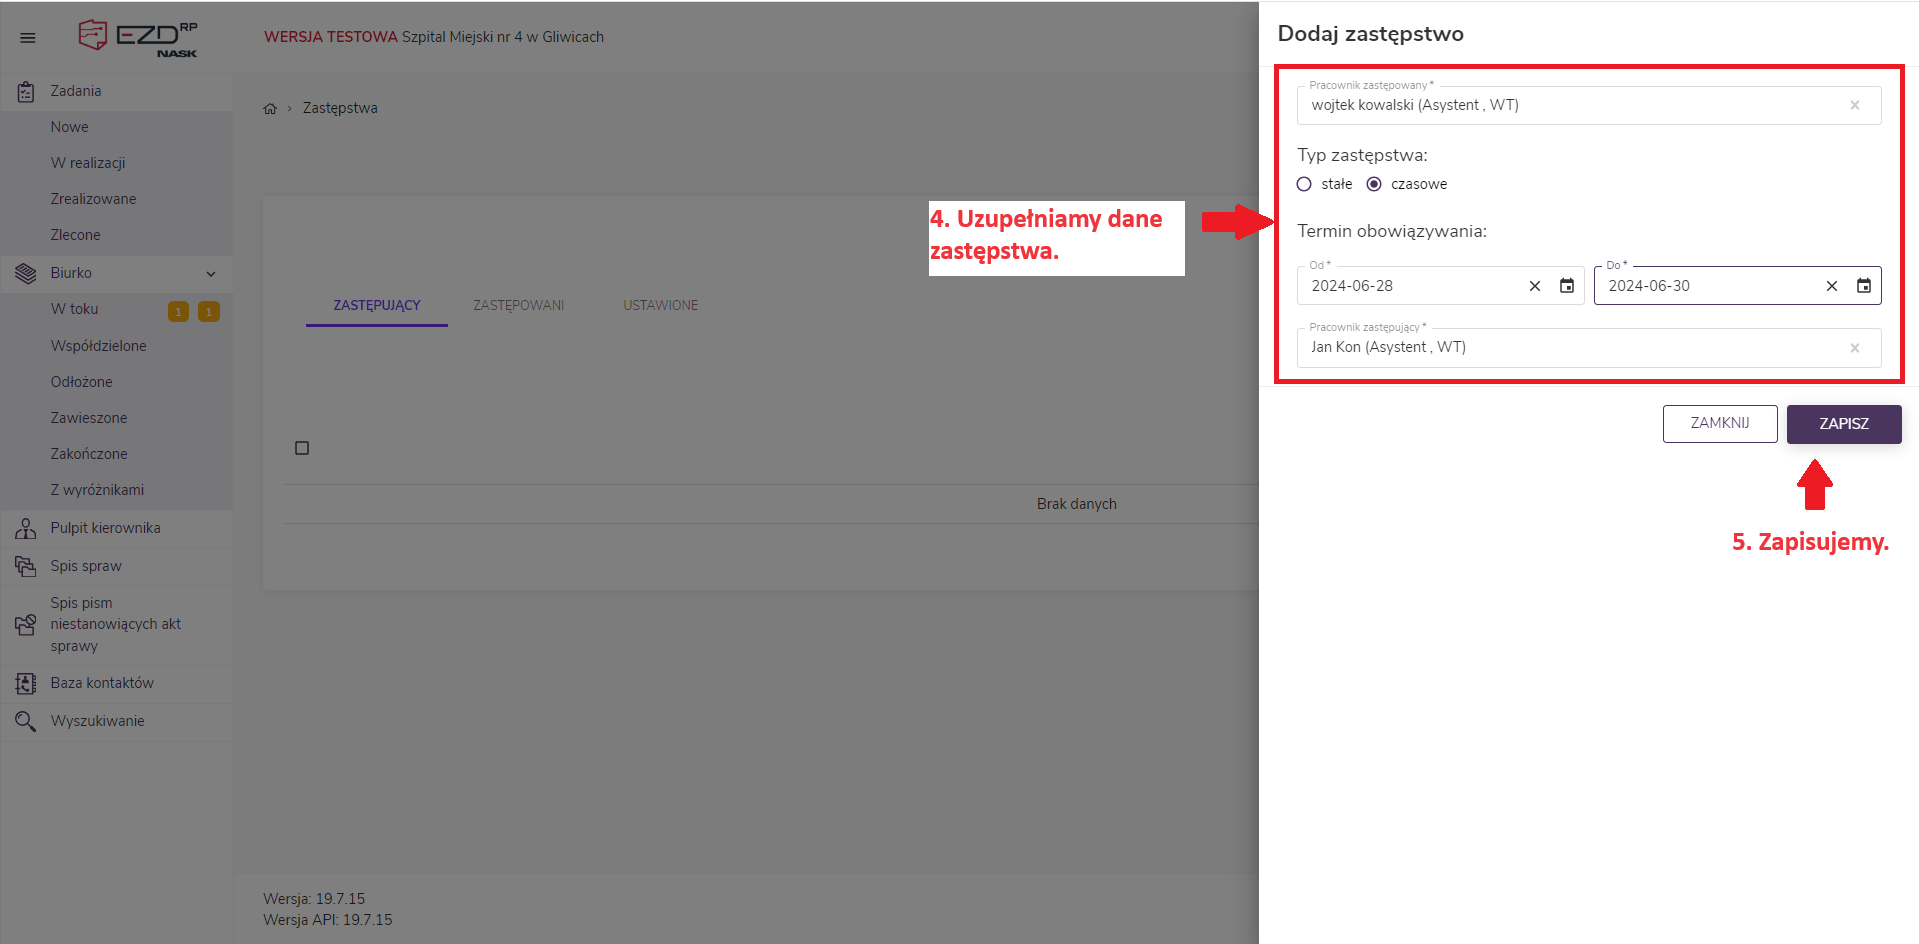 EZD RP
NASK
WERSJA TESTOWA Szpital Miejski nr 4 w Gliwicach
Zadania
Nowe
W realizacji
Zrealizowane
Zlecone
Biurko
W toku 1 1
Współdzielone
Odłożone
Zawieszone
Zakończone
Z wyróżnikami
Pulpit kierownika
Spis spraw
Spis pism
niestanowiących akt
sprawy
Baza kontaktów
Wyszukiwanie
› Zastępstwa
ZASTĘPUJĄCY ZASTĘPOWANI USTAWIONE
Brak danych
Wersja: 19.7.15
Wersja API: 19.7.15
4. Uzupełniamy dane
zastępstwa.
Dodaj zastępstwo
Pracownik zastępowany *
wojtek kowalski (Asystent , WT)
Typ zastępstwa:
stałe czasowe
Termin obowiązywania:
Od * Do *
2024-06-28 2024-06-30
Pracownik zastępujący *
Jan Kon (Asystent , WT)
ZAMKNIJ ZAPISZ
5. Zapisujemy.